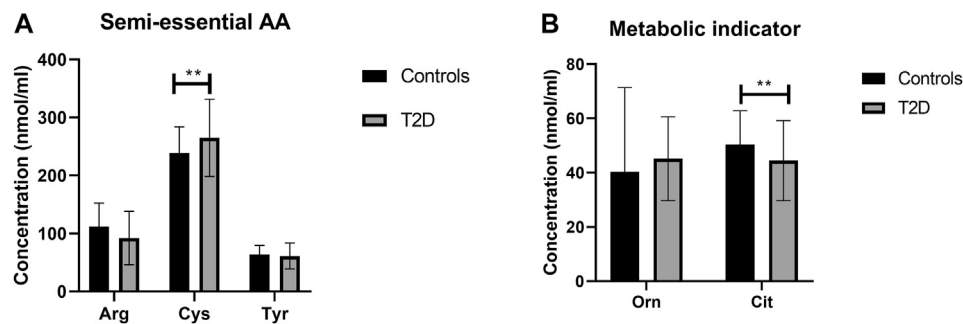 A
Semi-essential AA
Concentration (nmol/ml)
400
300
200
100
0
**
Arg
Cys
Tyr
Controls
T2D
B
Metabolic indicator
Concentration (nmol/ml)
80
60
40
20
0
**
Orn
Cit
Controls
T2D